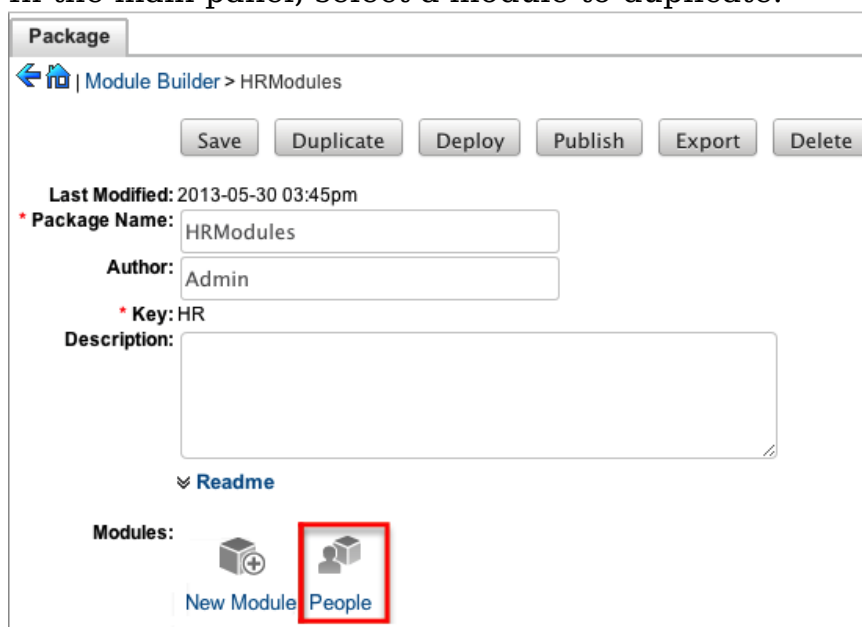 in the main panel, select a module to duplicate.
Package
| Module Builder > HRModules
Save Duplicate Deploy Publish Export Delete
Last Modified: 2013-05-30 03:45pm
* Package Name: HRModules
Author: Admin
* Key: HR
Description:
Readme
Modules:
New Module People